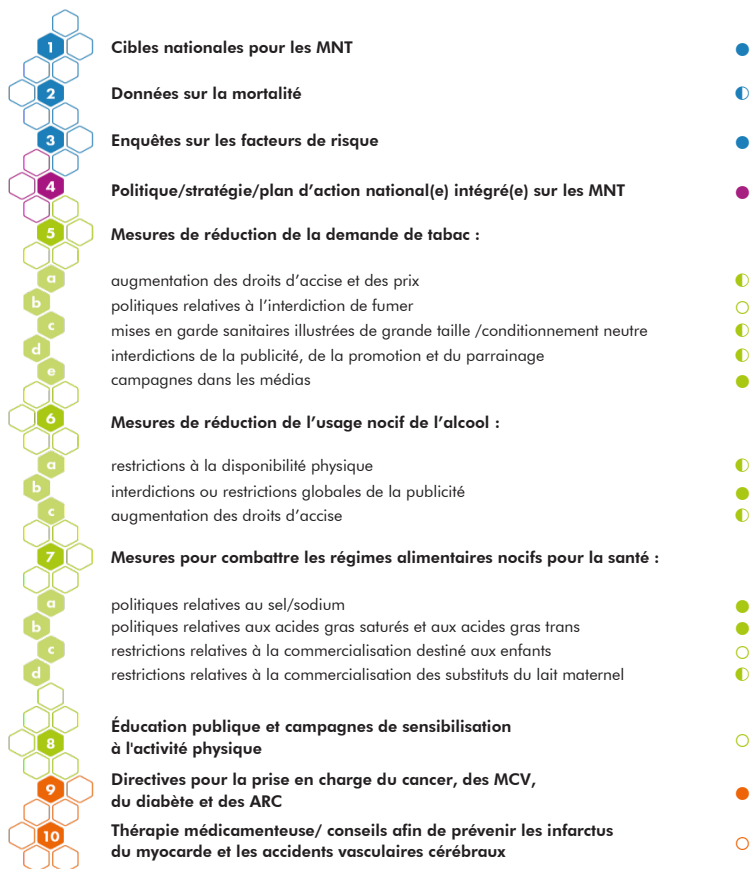 1 Cibles nationales pour les MNT
2 Données sur la mortalité
3 Enquêtes sur les facteurs de risque
4 Politique/stratégie/plan d’action national(e) intégré(e) sur les MNT
5 Mesures de réduction de la demande de tabac :
a augmentation des droits d’accise et des prix
b politiques relatives à l’interdiction de fumer
c mises en garde sanitaires illustrées de grande taille /conditionnement neutre
d interdictions de la publicité, de la promotion et du parrainage
e campagnes dans les médias
6 Mesures de réduction de l’usage nocif de l’alcool :
a restrictions à la disponibilité physique
b interdictions ou restrictions globales de la publicité
c augmentation des droits d’accise
7 Mesures pour combattre les régimes alimentaires nocifs pour la santé :
a politiques relatives au sel/sodium
b politiques relatives aux acides gras saturés et aux acides gras trans
c restrictions relatives à la commercialisation destiné aux enfants
d restrictions relatives à la commercialisation des substituts du lait maternel
8 Éducation publique et campagnes de sensibilisation
à l'activité physique
9 Directives pour la prise en charge du cancer, des MCV,
du diabète et des ARC
10 Thérapie médicamenteuse/ conseils afin de prévenir les infarctus
du myocarde et les accidents vasculaires cérébraux